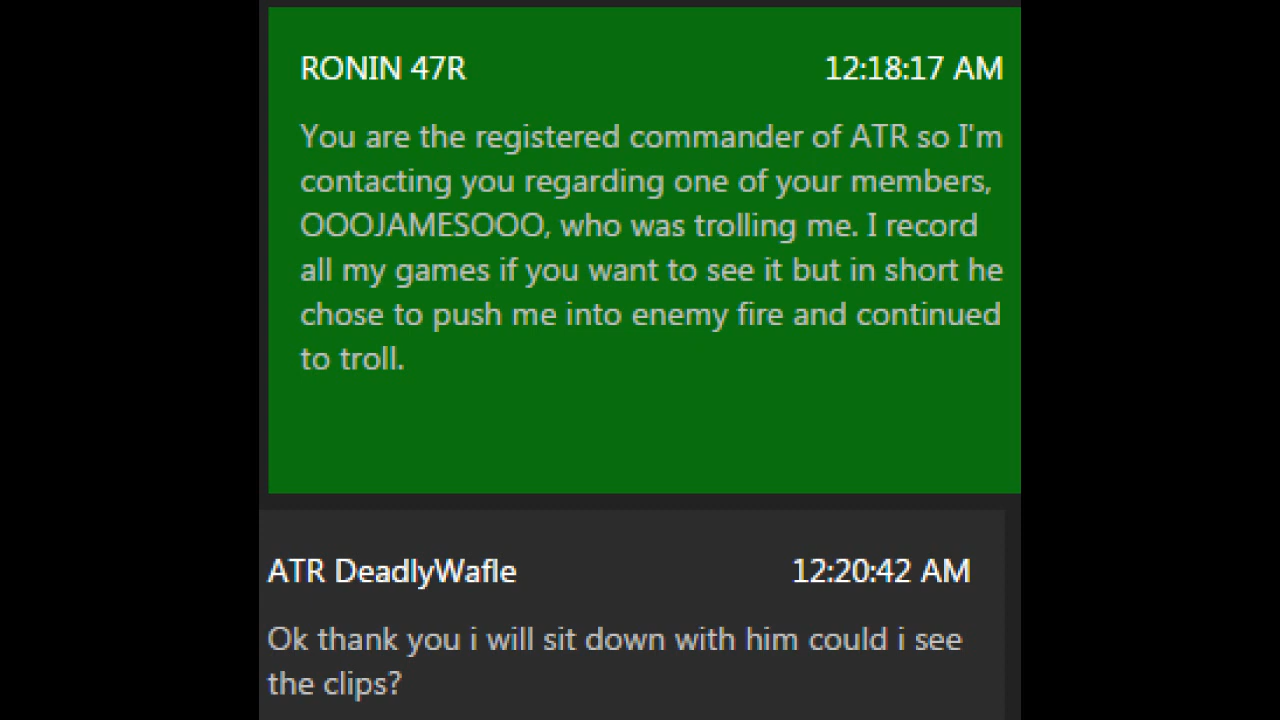 RONIN 47R 12:18:17 AM
You are the registered commander of ATR so I'm
contacting you regarding one of your members,
OOOJAMESOOO, who was trolling me. I record
all my games if you want to see it but in short he
chose to push me into enemy fire and continued
to troll.
ATR DeadlyWafle 12:20:42 AM
Ok thank you i will sit down with him could i see
the clips?